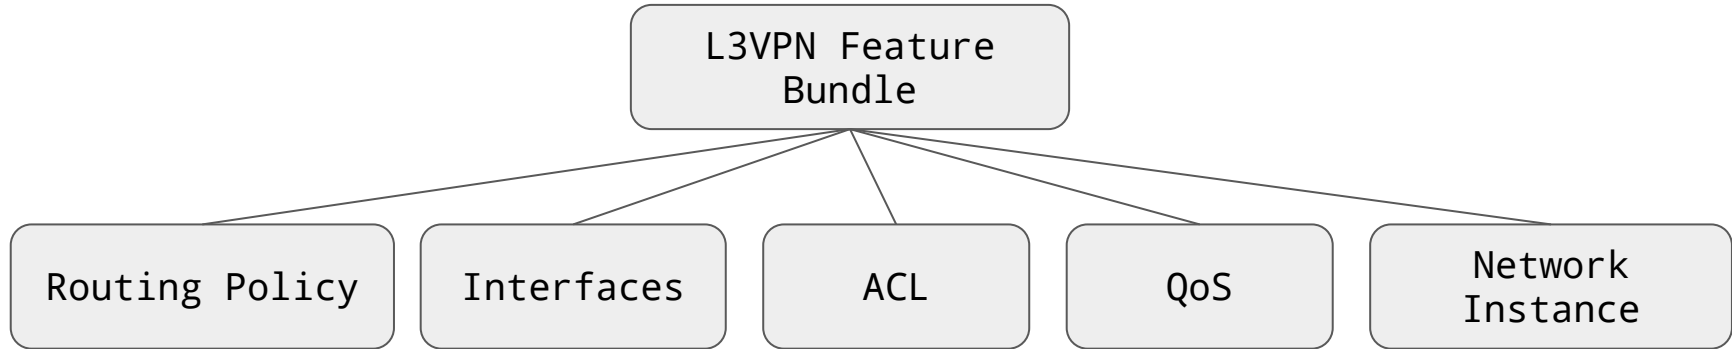 L3VPN Feature
Bundle
Routing Policy
Interfaces
ACL
QoS
Network
Instance